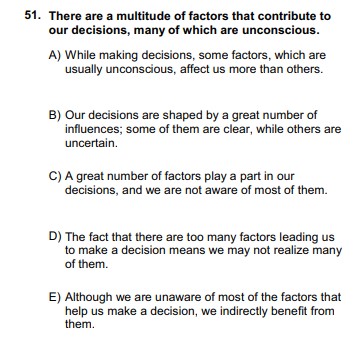 51. There are a multitude of factors that contribute to
our decisions, many of which are unconscious.
A) While making decisions, some factors, which are
usually unconscious, affect us more than others.
B) Our decisions are shaped by a great number of
influences; some of them are clear, while others are
uncertain.
C) A great number of factors play a part in our
decisions, and we are not aware of most of them.
D) The fact that there are too many factors leading us
to make a decision means we may not realize many
of them.
E) Although we are unaware of most of the factors that
help us make a decision, we indirectly benefit from
them.